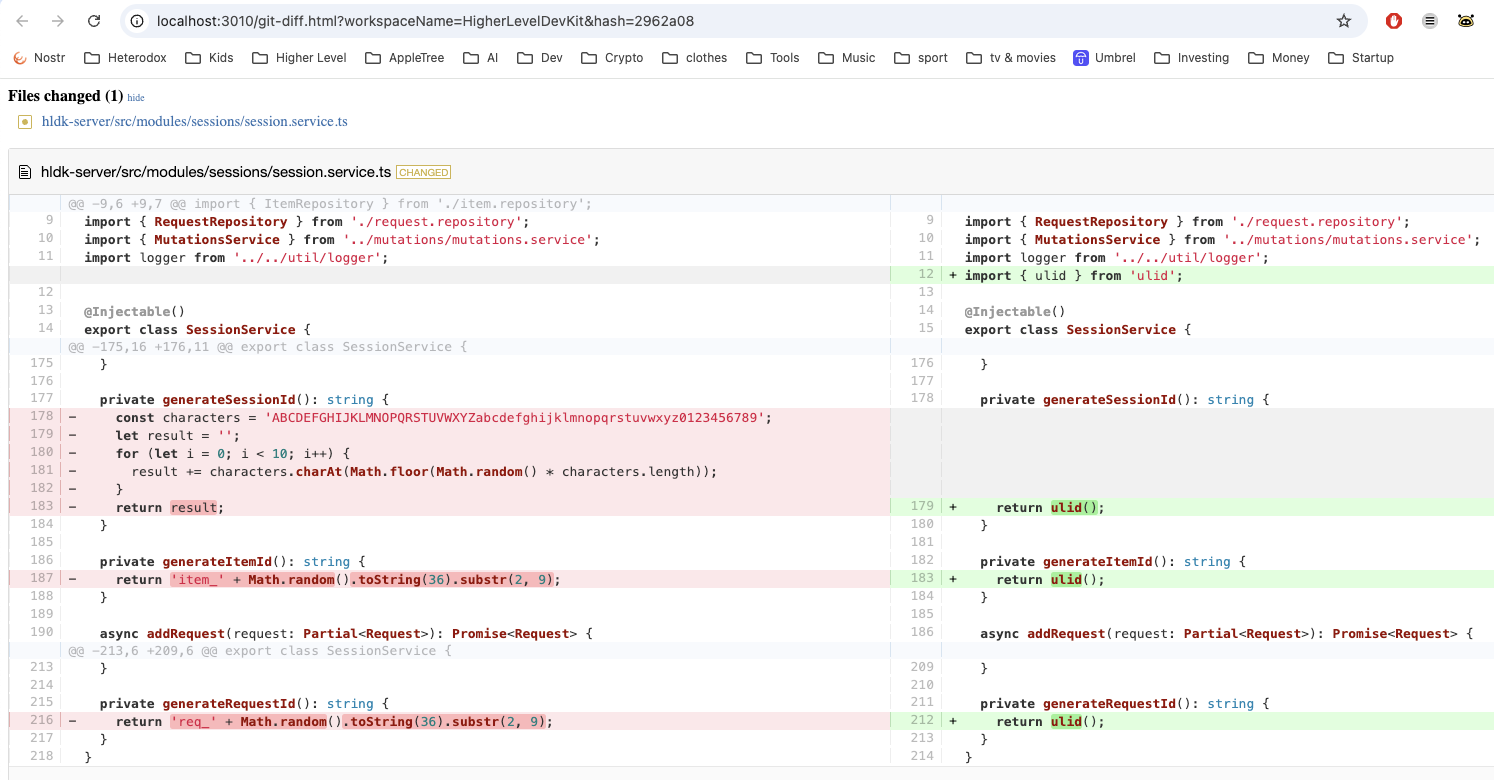 localhost:3010/git-diff.html?workspaceName=HigherLevelDevKit&hash=2962a08
Nostr Heterodox Kids Higher Level AppleTree AI Dev Crypto clothes Tools Music sport tv & movies Umbrel Investing Money Startup
Files changed (1) hide
hldk-server/src/modules/sessions/session.service.ts
hldk-server/src/modules/sessions/session.service.ts CHANGED
@@ -9,6 +9,7 @@ import { ItemRepository } from './item.repository';
9 import { RequestRepository } from './request.repository'; 9 import { RequestRepository } from './request.repository';
10 import { MutationsService } from '../mutations/mutations.service'; 10 import { MutationsService } from '../mutations/mutations.service';
11 import logger from '../../util/logger'; 11 import logger from '../../util/logger';
12 + import { ulid } from 'ulid';
12 13
13 @Injectable() 14 @Injectable()
14 export class SessionService { 15 export class SessionService {
@@ -175,16 +176,11 @@ export class SessionService {
175 } 176 }
176 177
177 private generateSessionId(): string { 178 private generateSessionId(): string {
178 - const characters = 'ABCDEFGHIJKLMNOPQRSTUVWXYZabcdefghijklmnopqrstuvwxyz0123456789';
179 - let result = '';
180 - for (let i = 0; i < 10; i++) {
181 - result += characters.charAt(Math.floor(Math.random() * characters.length));
182 - }
183 - return result; 179 + return ulid();
184 } 180 }
185 181
186 private generateItemId(): string { 182 private generateItemId(): string {
187 - return 'item_' + Math.random().toString(36).substr(2, 9); 183 + return ulid();
188 } 184 }
189 185
190 async addRequest(request: Partial<Request>): Promise<Request> { 186 async addRequest(request: Partial<Request>): Promise<Request> {
@@ -213,6 +209,6 @@ export class SessionService {
213 } 209 }
214 210
215 private generateRequestId(): string { 211 private generateRequestId(): string {
216 - return 'req_' + Math.random().toString(36).substr(2, 9); 212 + return ulid();
217 } 213 }
218 } 214 }